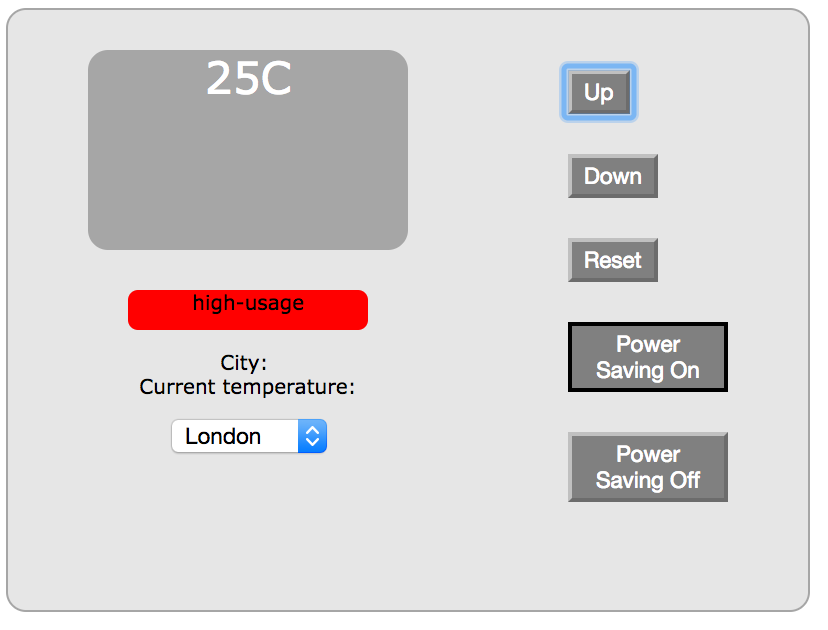 25C
high-usage
City:
Current temperature:
London
Up
Down
Reset
Power
Saving On
Power
Saving Off